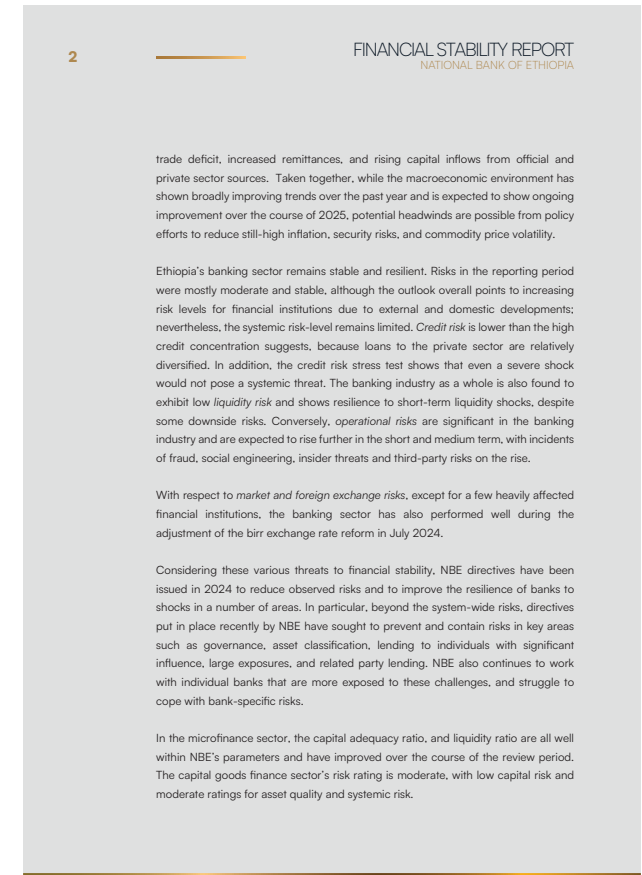 2
FINANCIAL STABILITY REPORT
NATIONAL BANK OF ETHIOPIA
trade deficit, increased remittances, and rising capital inflows from official and
private sector sources. Taken together, while the macroeconomic environment has
shown broadly improving trends over the past year and is expected to show ongoing
improvement over the course of 2025, potential headwinds are possible from policy
efforts to reduce still-high inflation, security risks, and commodity price volatility.
Ethiopia's banking sector remains stable and resilient. Risks in the reporting period
were mostly moderate and stable, although the outlook overall points to increasing
risk levels for financial institutions due to external and domestic developments;
nevertheless, the systemic risk-level remains limited. Credit risk is lower than the high
credit concentration suggests, because loans to the private sector are relatively
diversified. In addition, the credit risk stress test shows that even a severe shock
would not pose a systemic threat. The banking industry as a whole is also found to
exhibit low liquidity risk and shows resilience to short-term liquidity shocks, despite
some downside risks. Conversely, operational risks are significant in the banking
industry and are expected to rise further in the short and medium term, with incidents
of fraud, social engineering, insider threats and third-party risks on the rise.
With respect to market and foreign exchange risks, except for a few heavily affected
financial institutions, the banking sector has also performed well during the
adjustment of the birr exchange rate reform in July 2024.
Considering these various threats to financial stability, NBE directives have been
issued in 2024 to reduce observed risks and to improve the resilience of banks to
shocks in a number of areas. In particular, beyond the system-wide risks, directives
put in place recently by NBE have sought to prevent and contain risks in key areas
such as governance, asset classification, lending to individuals with significant
influence, large exposures, and related party lending. NBE also continues to work
with individual banks that are more exposed to these challenges, and struggle to
cope with bank-specific risks.
In the microfinance sector, the capital adequacy ratio, and liquidity ratio are all well
within NBE's parameters and have improved over the course of the review period.
The capital goods finance sector's risk rating is moderate, with low capital risk and
moderate ratings for asset quality and systemic risk.